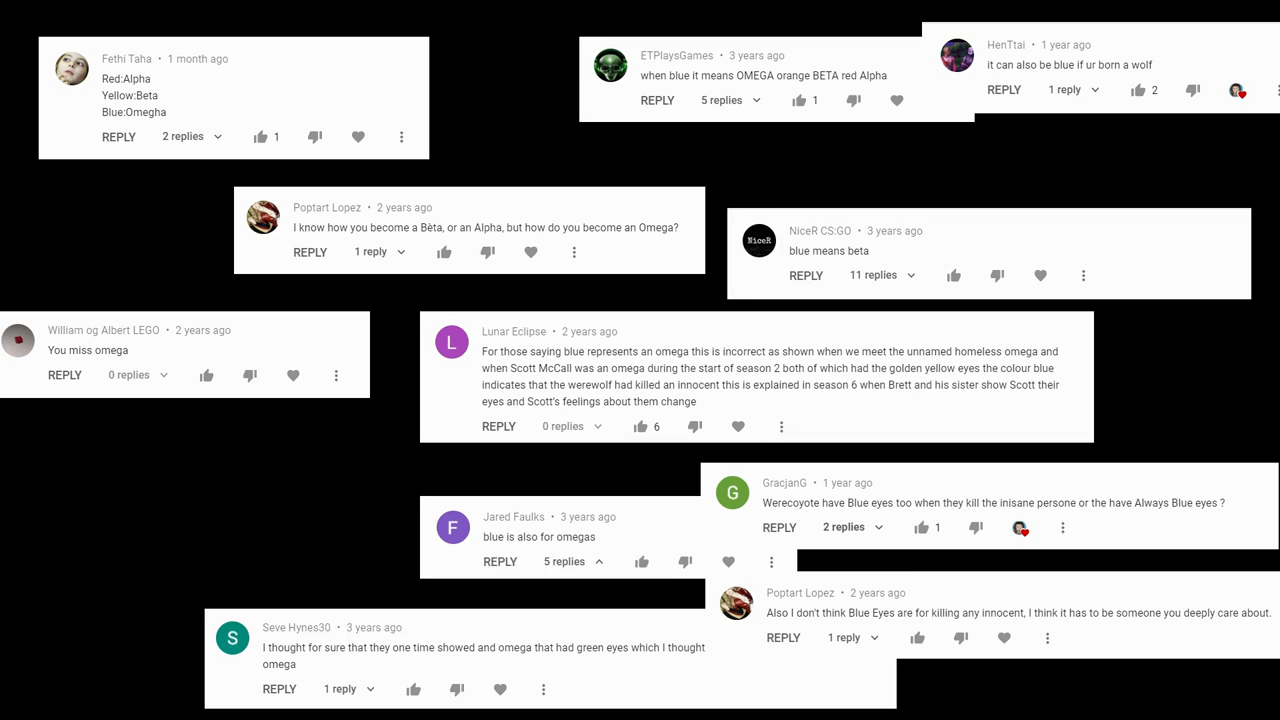 Fethi Taha • 1 month ago
Red:Alpha
Yellow:Beta
Blue:Omegha
REPLY 2 replies 1
ETPlaysGames • 3 years ago
when blue it means OMEGA orange BETA red Alpha
REPLY 5 replies 1
HenTtai • 1 year ago
it can also be blue if ur born a wolf
REPLY 1 reply 2
Poptart Lopez • 2 years ago
I know how you become a Bèta, or an Alpha, but how do you become an Omega?
REPLY 1 reply
NiceR
NiceR CS:GO • 3 years ago
blue means beta
REPLY 11 replies
William og Albert LEGO • 2 years ago
You miss omega
REPLY 0 replies
L
Lunar Eclipse • 2 years ago
For those saying blue represents an omega this is incorrect as shown when we meet the unnamed homeless omega and
when Scott McCall was an omega during the start of season 2 both of which had the golden yellow eyes the colour blue
indicates that the werewolf had killed an innocent this is explained in season 6 when Brett and his sister show Scott their
eyes and Scott's feelings about them change
REPLY 0 replies 6
G
GracjanG • 1 year ago
Werecoyote have Blue eyes too when they kill the inisane persone or the have Always Blue eyes ?
REPLY 2 replies 1
F
Jared Faulks • 3 years ago
blue is also for omegas
REPLY 5 replies
Poptart Lopez • 2 years ago
Also I don't think Blue Eyes are for killing any innocent, I think it has to be someone you deeply care about.
REPLY 1 reply
S
Seve Hynes30 • 3 years ago
I thought for sure that they one time showed and omega that had green eyes which I thought
omega
REPLY 1 reply